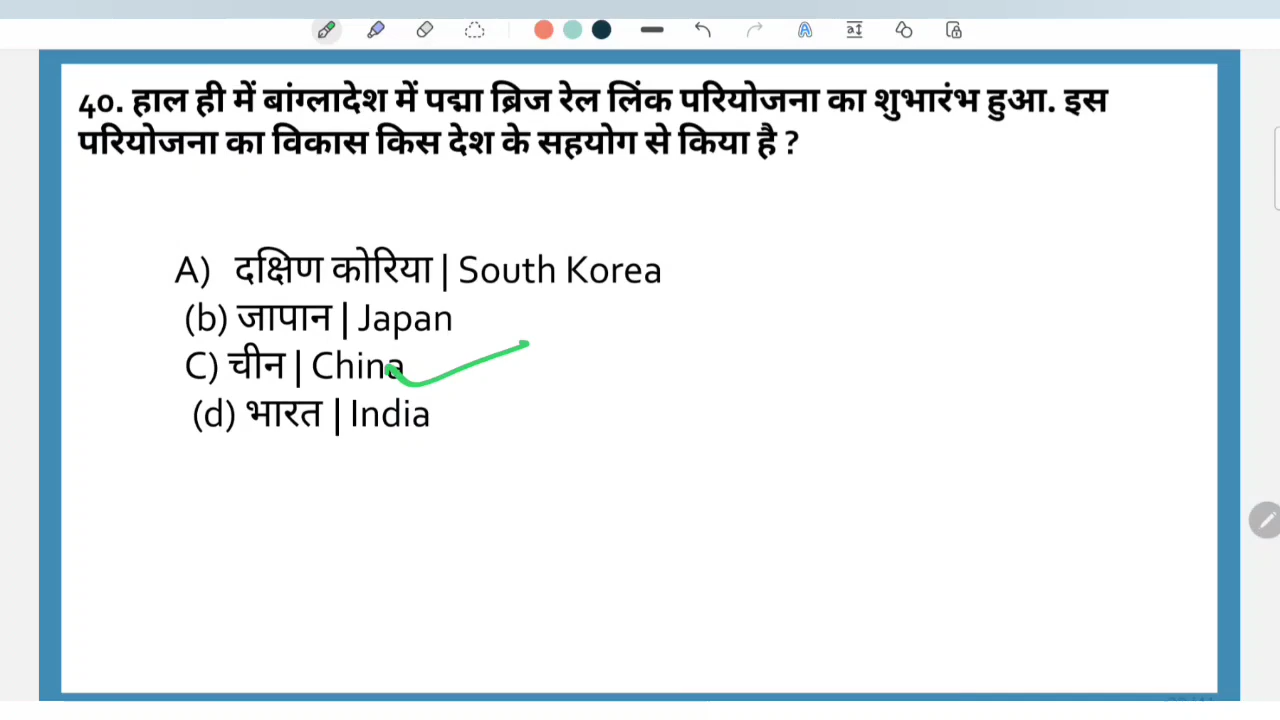 40. हाल ही में बांग्लादेश में पद्मा ब्रिज रेल लिंक परियोजना का शुभारंभ हुआ. इस
परियोजना का विकास किस देश के सहयोग से किया है ?
A) दक्षिण कोरिया | South Korea
(b) जापान | Japan
C) चीन | China
(d) भारत | India